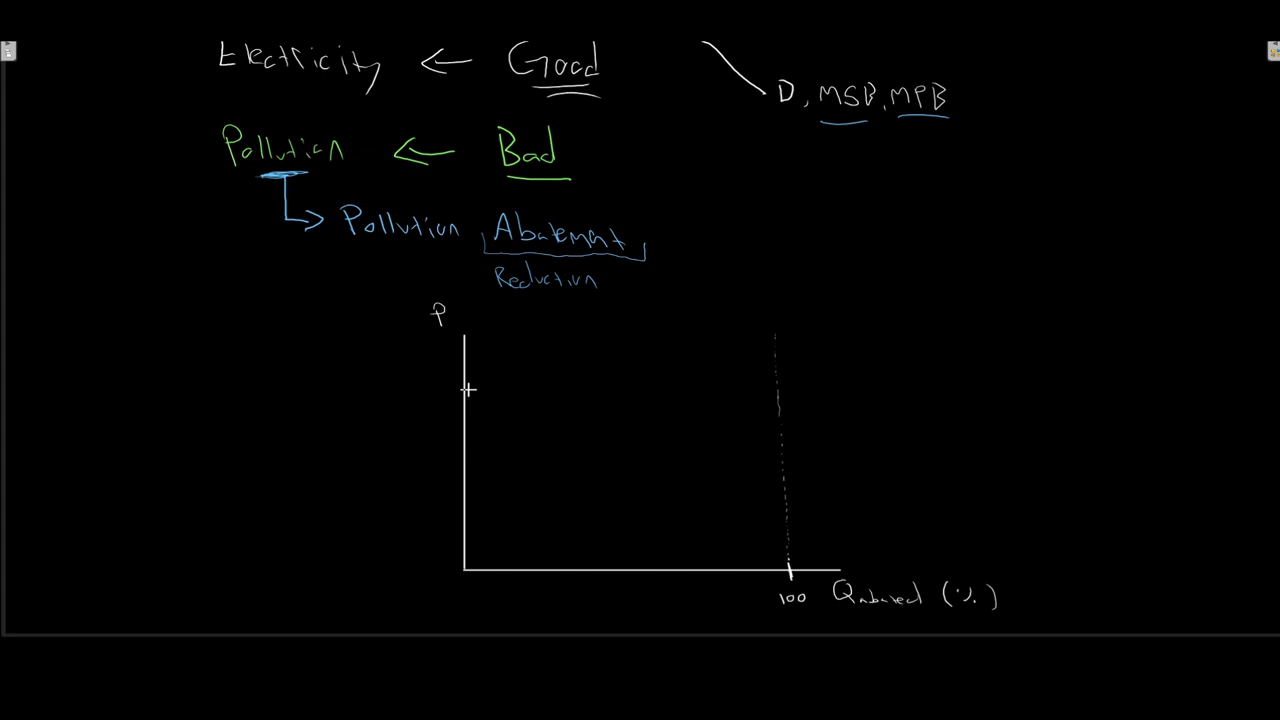 Electricity ← Good
D, MSB, MPB
Pollution ← Bad
Pollution Abatement
Reduction
P
100 Qabated (%)